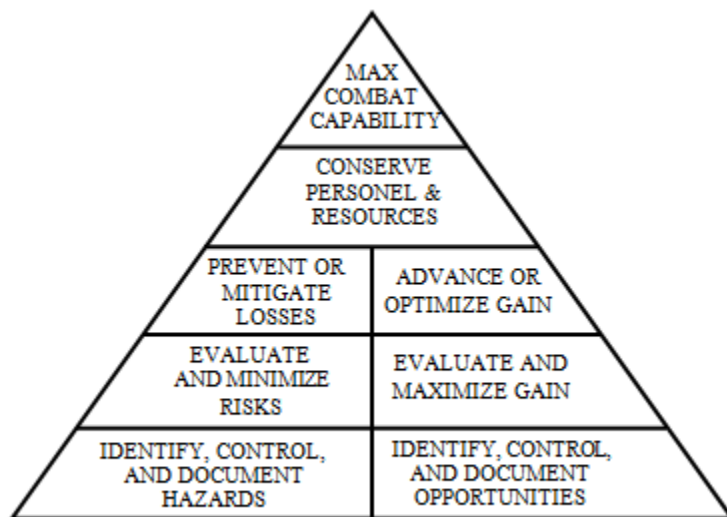 MAX
COMBAT
CAPABILITY
CONSERVE
PERSONEL &
RESOURCES
PREVENT OR
MITIGATE
LOSSES
ADVANCE OR
OPTIMIZE GAIN
EVALUATE
AND MINIMIZE
RISKS
EVALUATE AND
MAXIMIZE GAIN
IDENTIFY, CONTROL,
AND DOCUMENT
HAZARDS
IDENTIFY, CONTROL,
AND DOCUMENT
OPPORTUNITIES